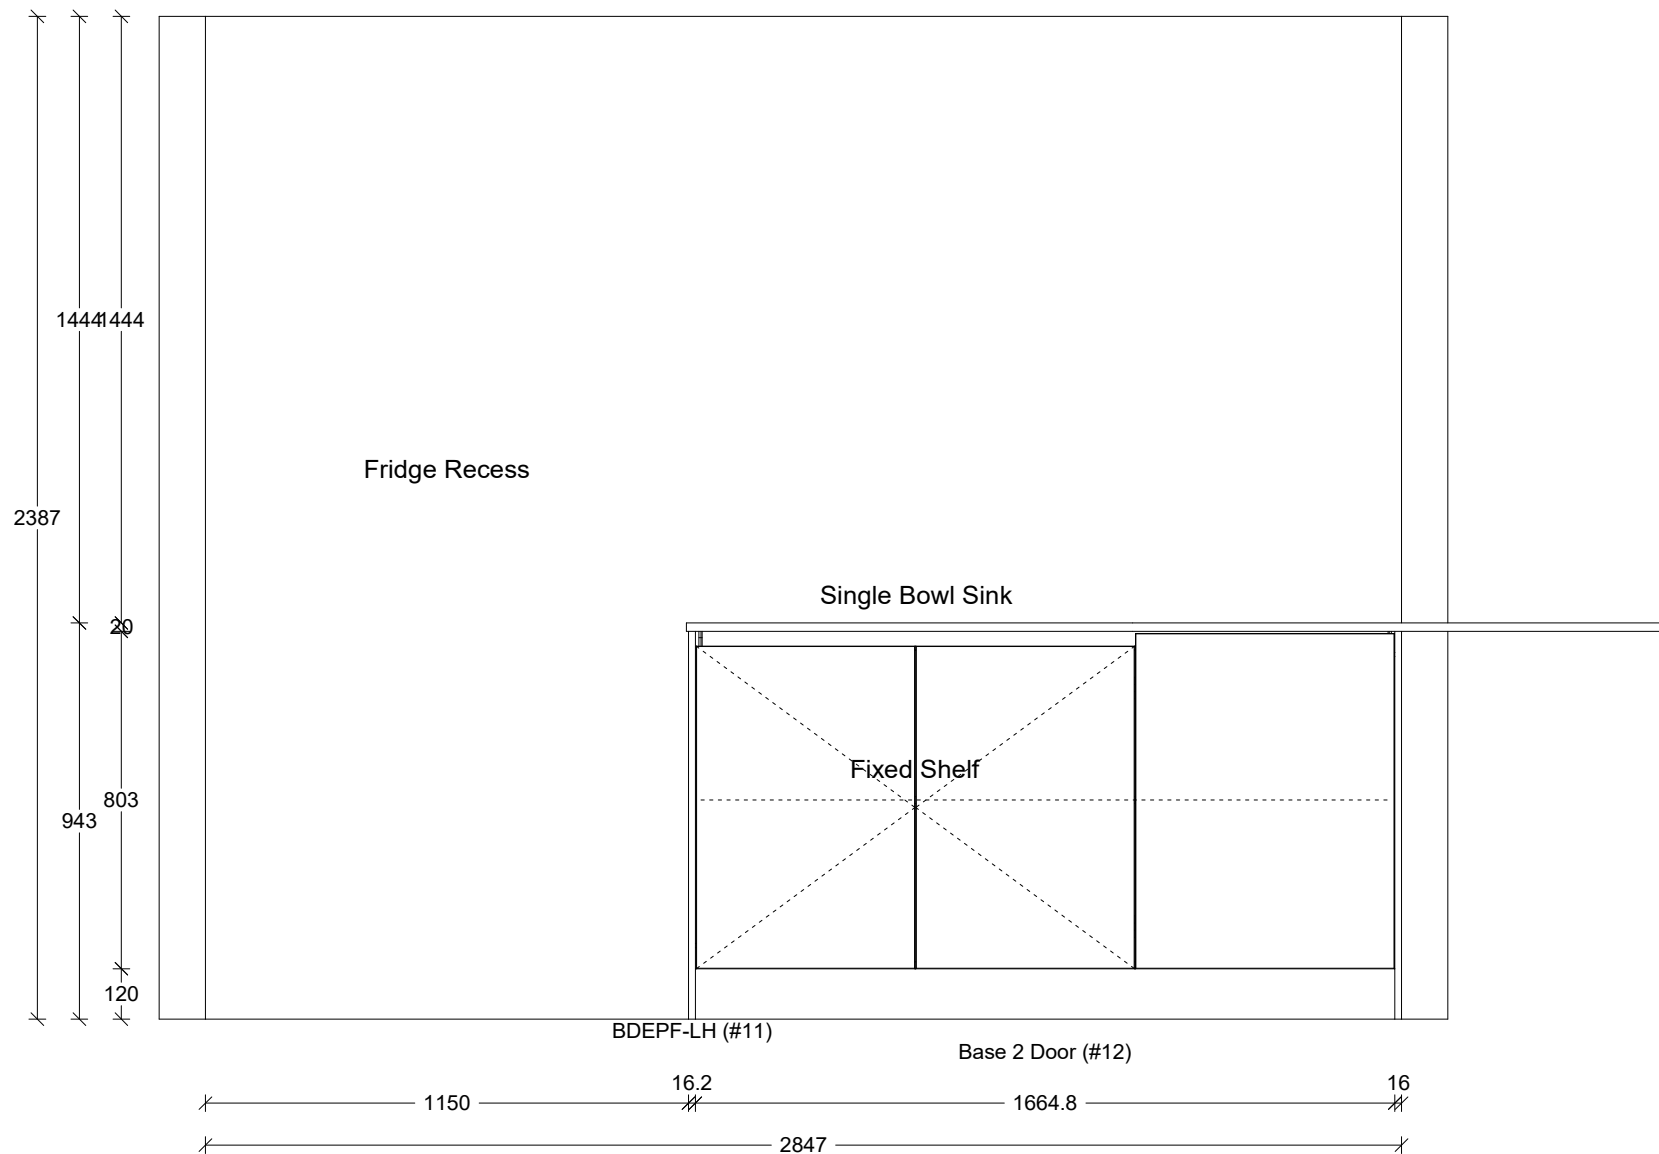 1444
1444
Fridge Recess
2387
Single Bowl Sink
20
Fixed Shelf
803
943
120
BDEPF-LH (#11)
Base 2 Door (#12)
16.2
16
1150
1664.8
2847